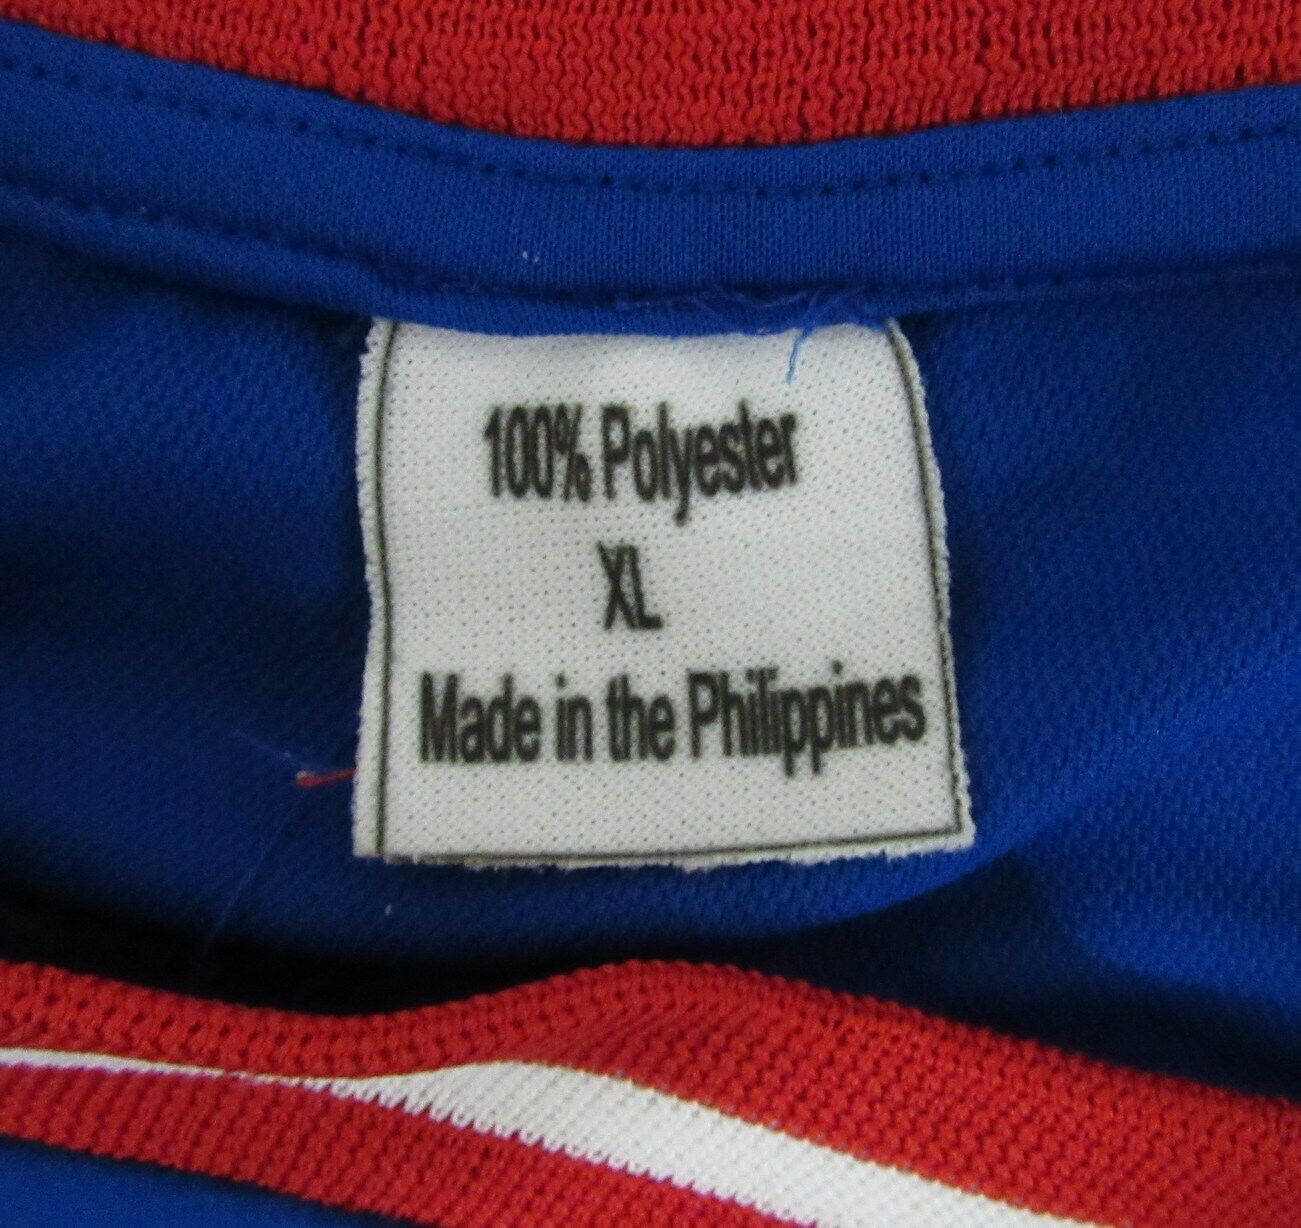 100% Polyester
XL
Made in the Philippines